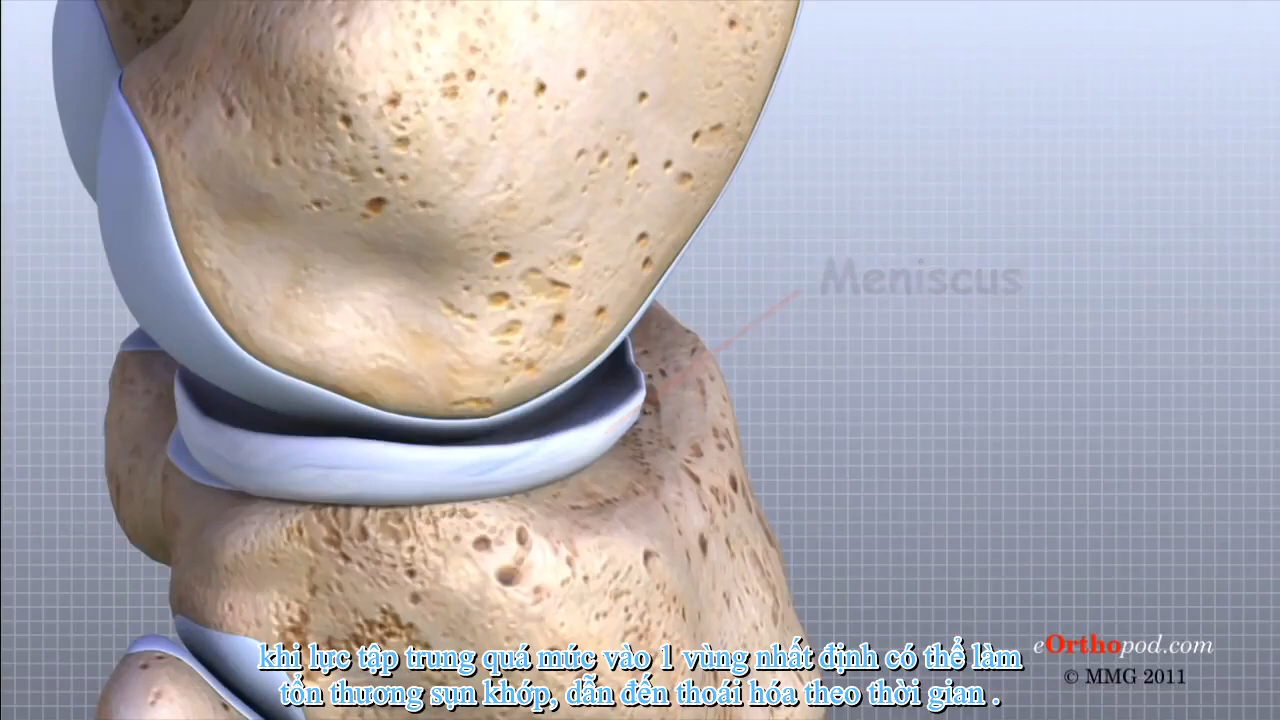 Meniscus
khi lực tập trung quá mức vào 1 vùng nhất định có thể làm
tổn thương sụn khớp, dẫn đến thoái hóa theo thời gian .
eOrthopod.com
© MMG 2011